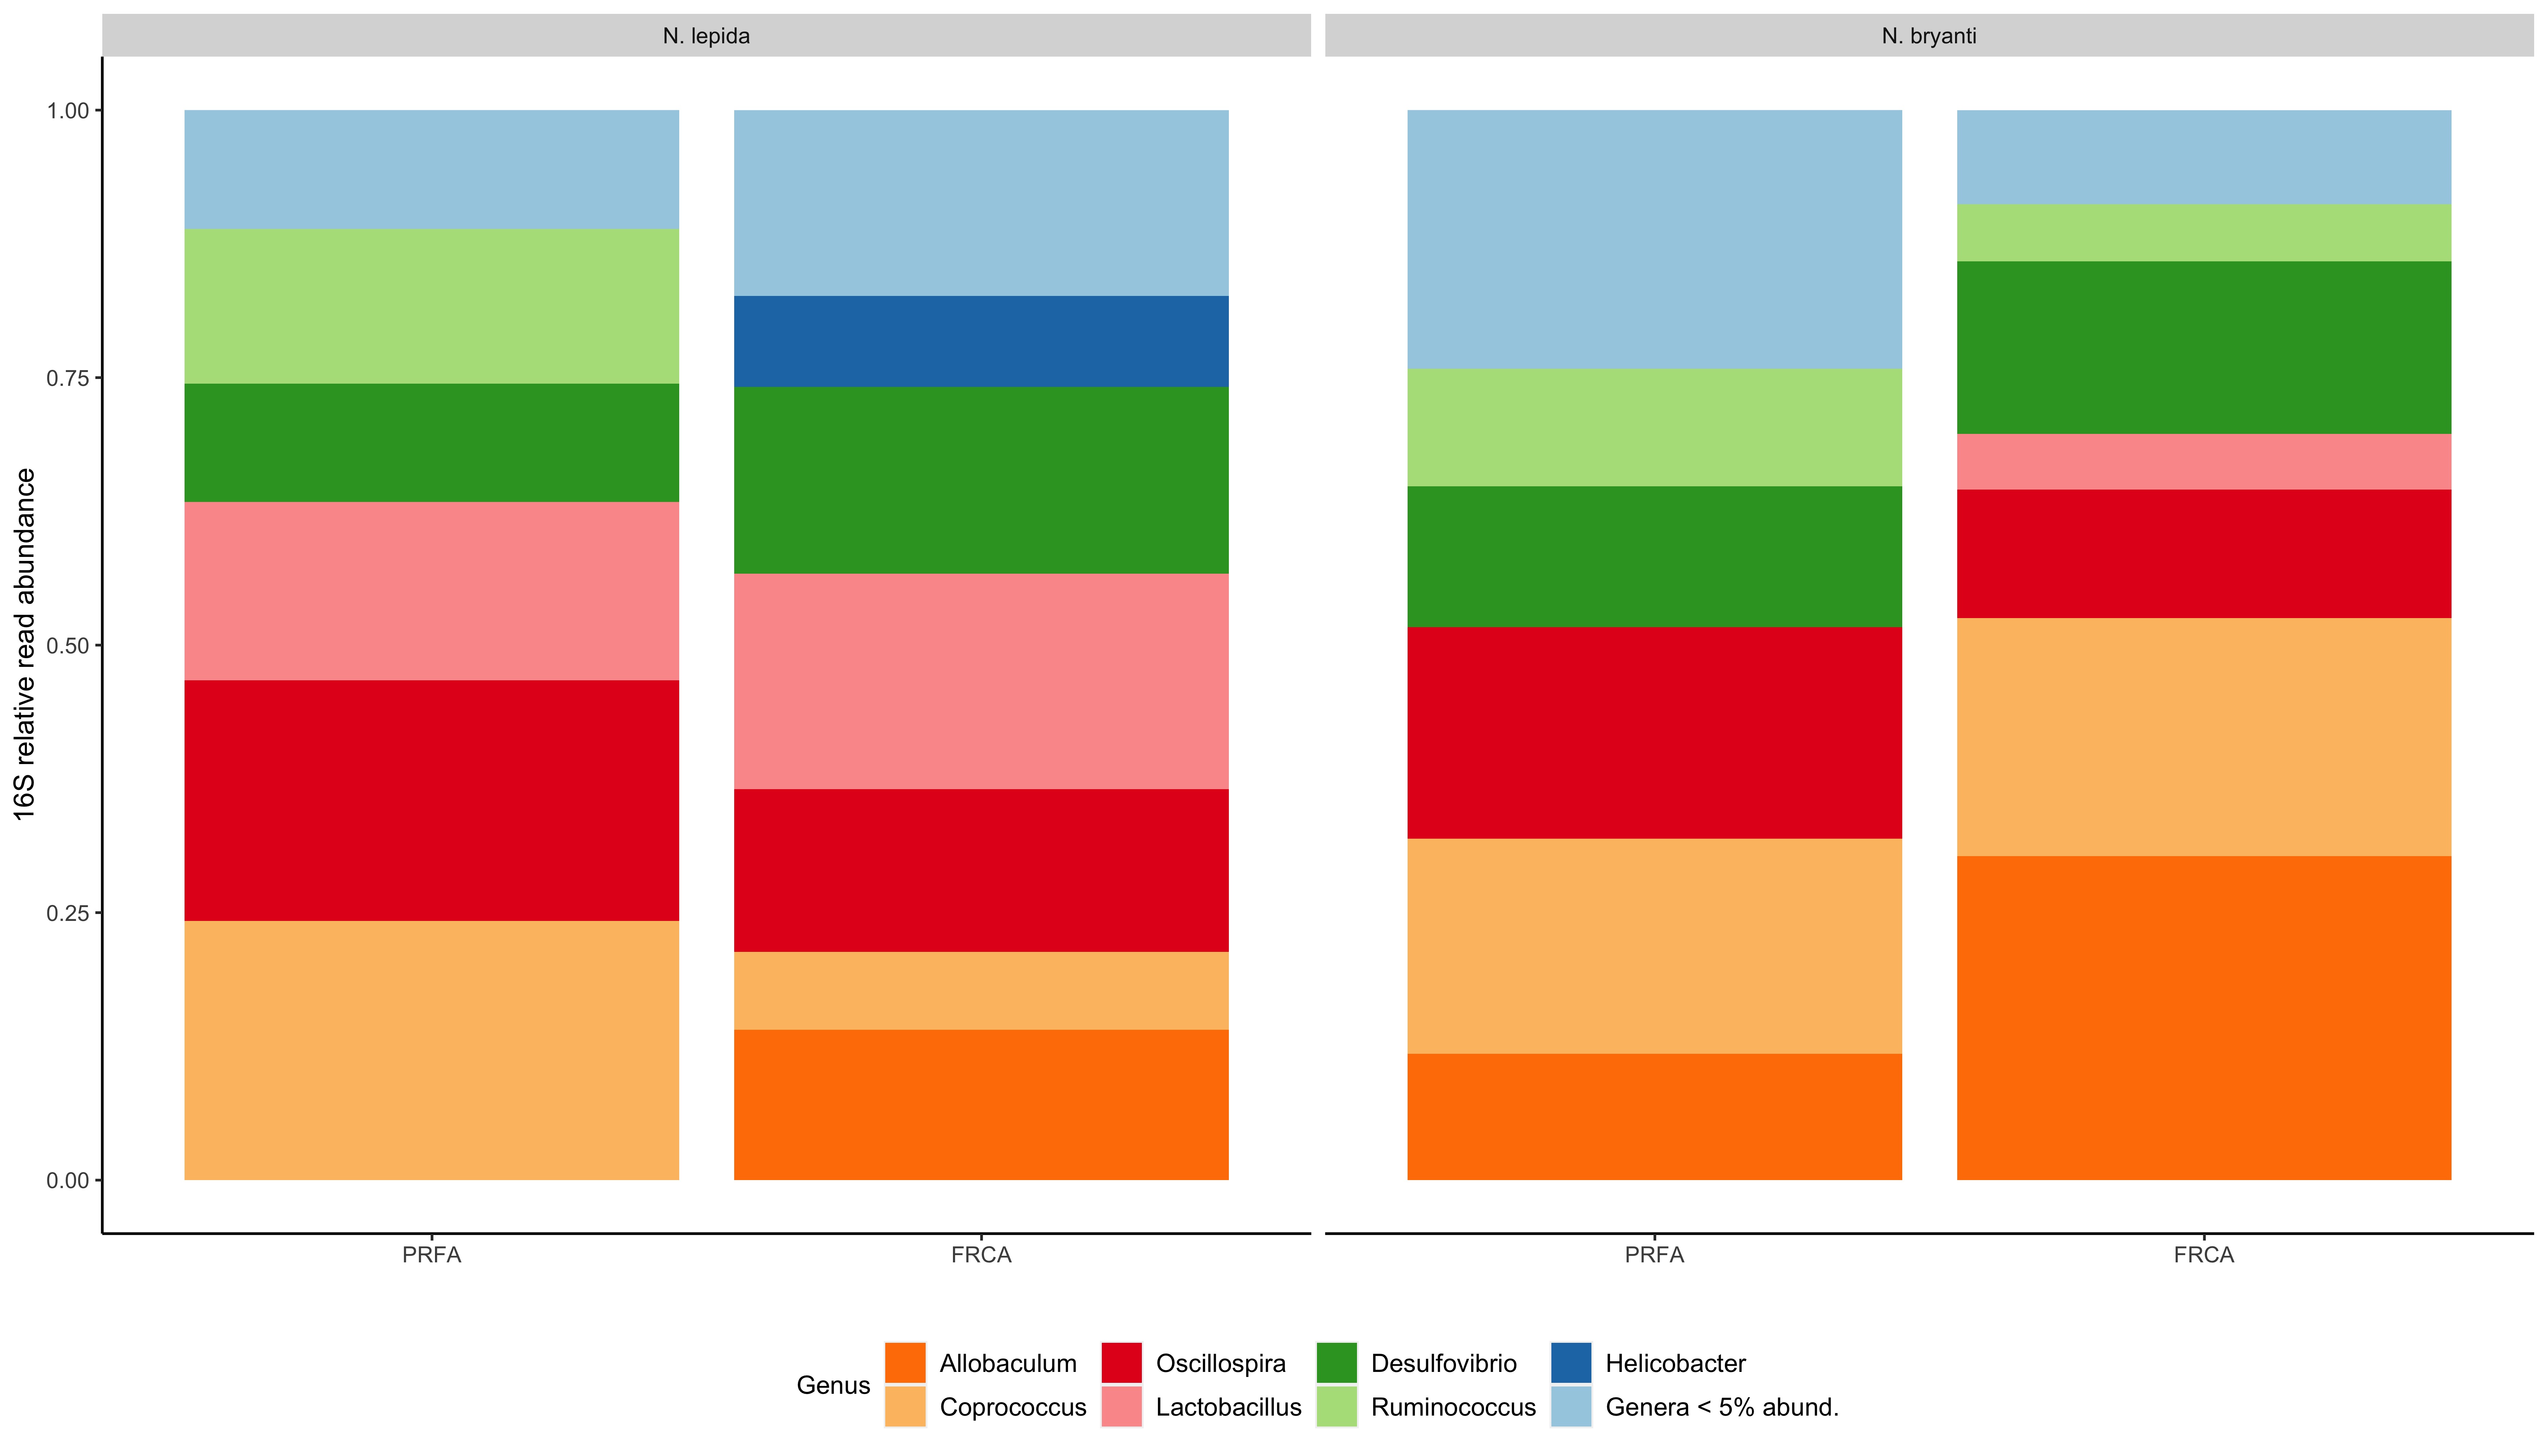 N. lepida
N. bryanti
16S relative read abundance
1.00
0.75
0.50
0.25
0.00
PRFA
FRCA
PRFA
FRCA
Genus
Allobaculum
Oscillospira
Desulfovibrio
Helicobacter
Coprococcus
Lactobacillus
Ruminococcus
Genera < 5% abund.